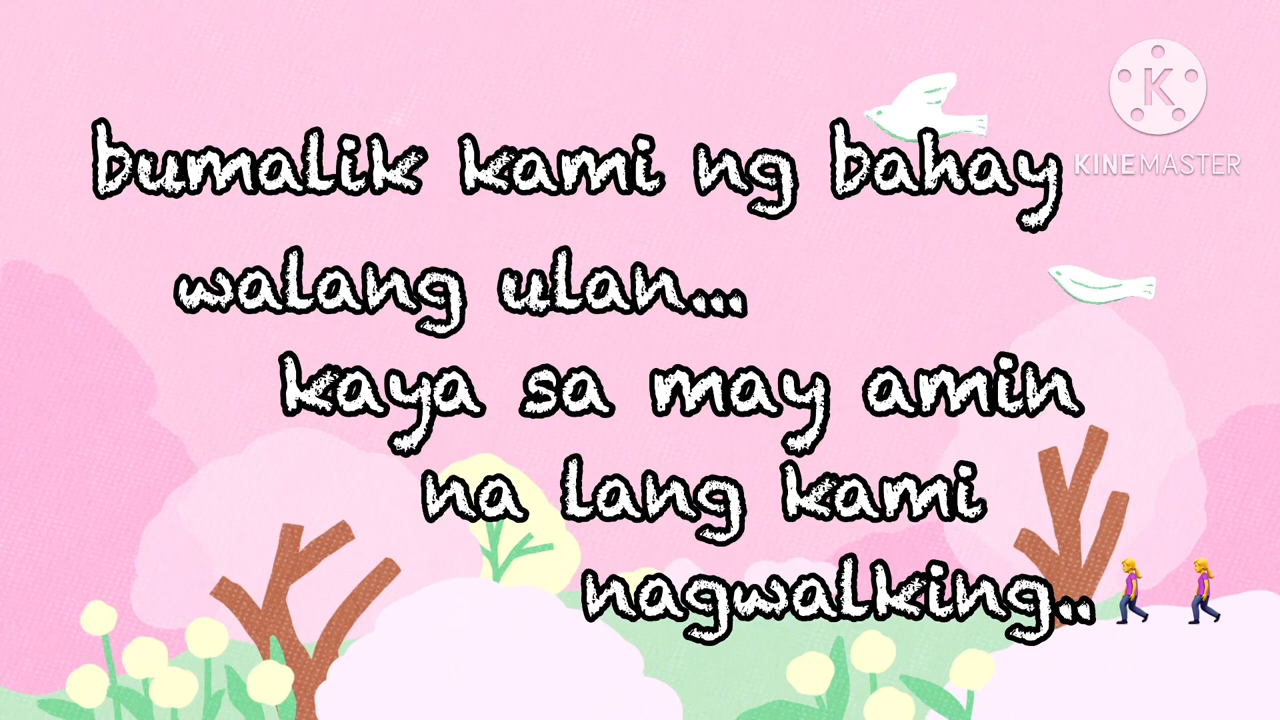 bumalik kami ng bahay
KINEMASTER
walang ulan...
kaya sa may amin
na lang kami
nagwalking..